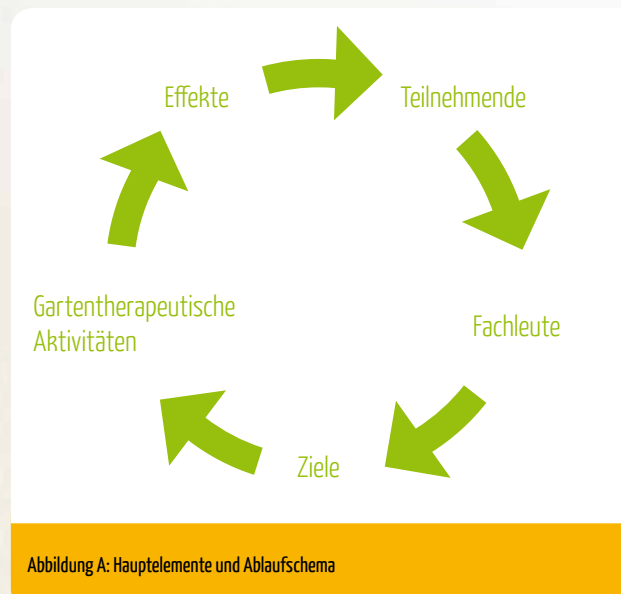 Effekte
Teilnehmende
Fachleute
Ziele
Gartentherapeutische
Aktivitäten
Abbildung A: Hauptelemente und Ablaufschema